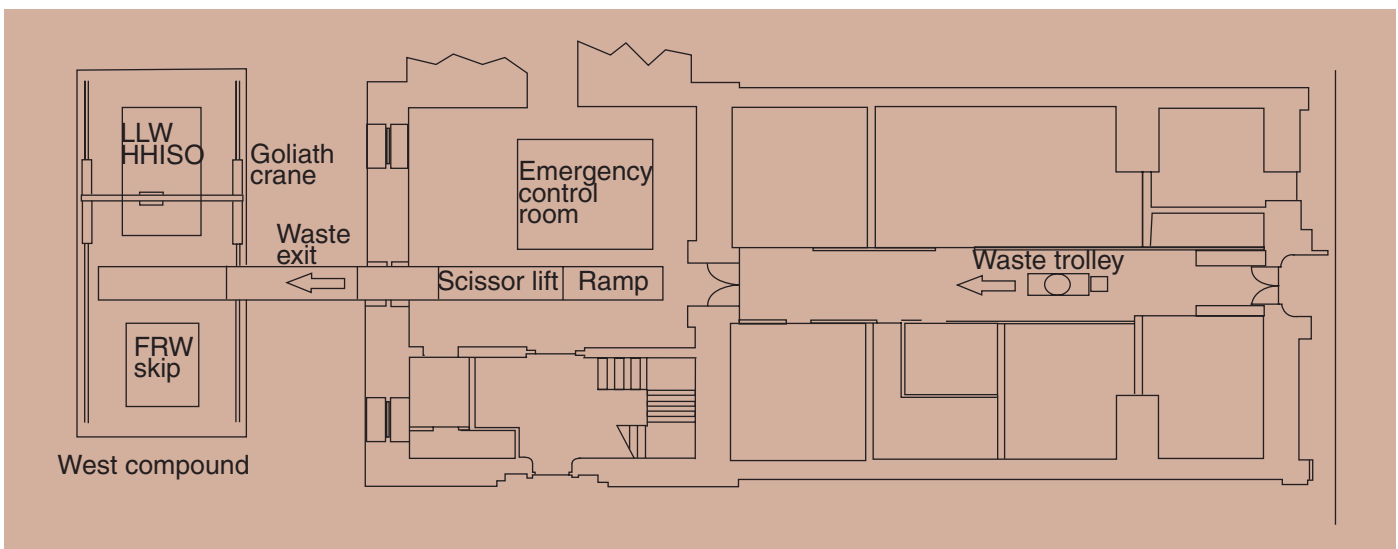 LLW
HHISO
Goliath
crane
Emergency
control
room
Waste
exit
Scissor lift
Ramp
Waste trolley
FRW
skip
West compound